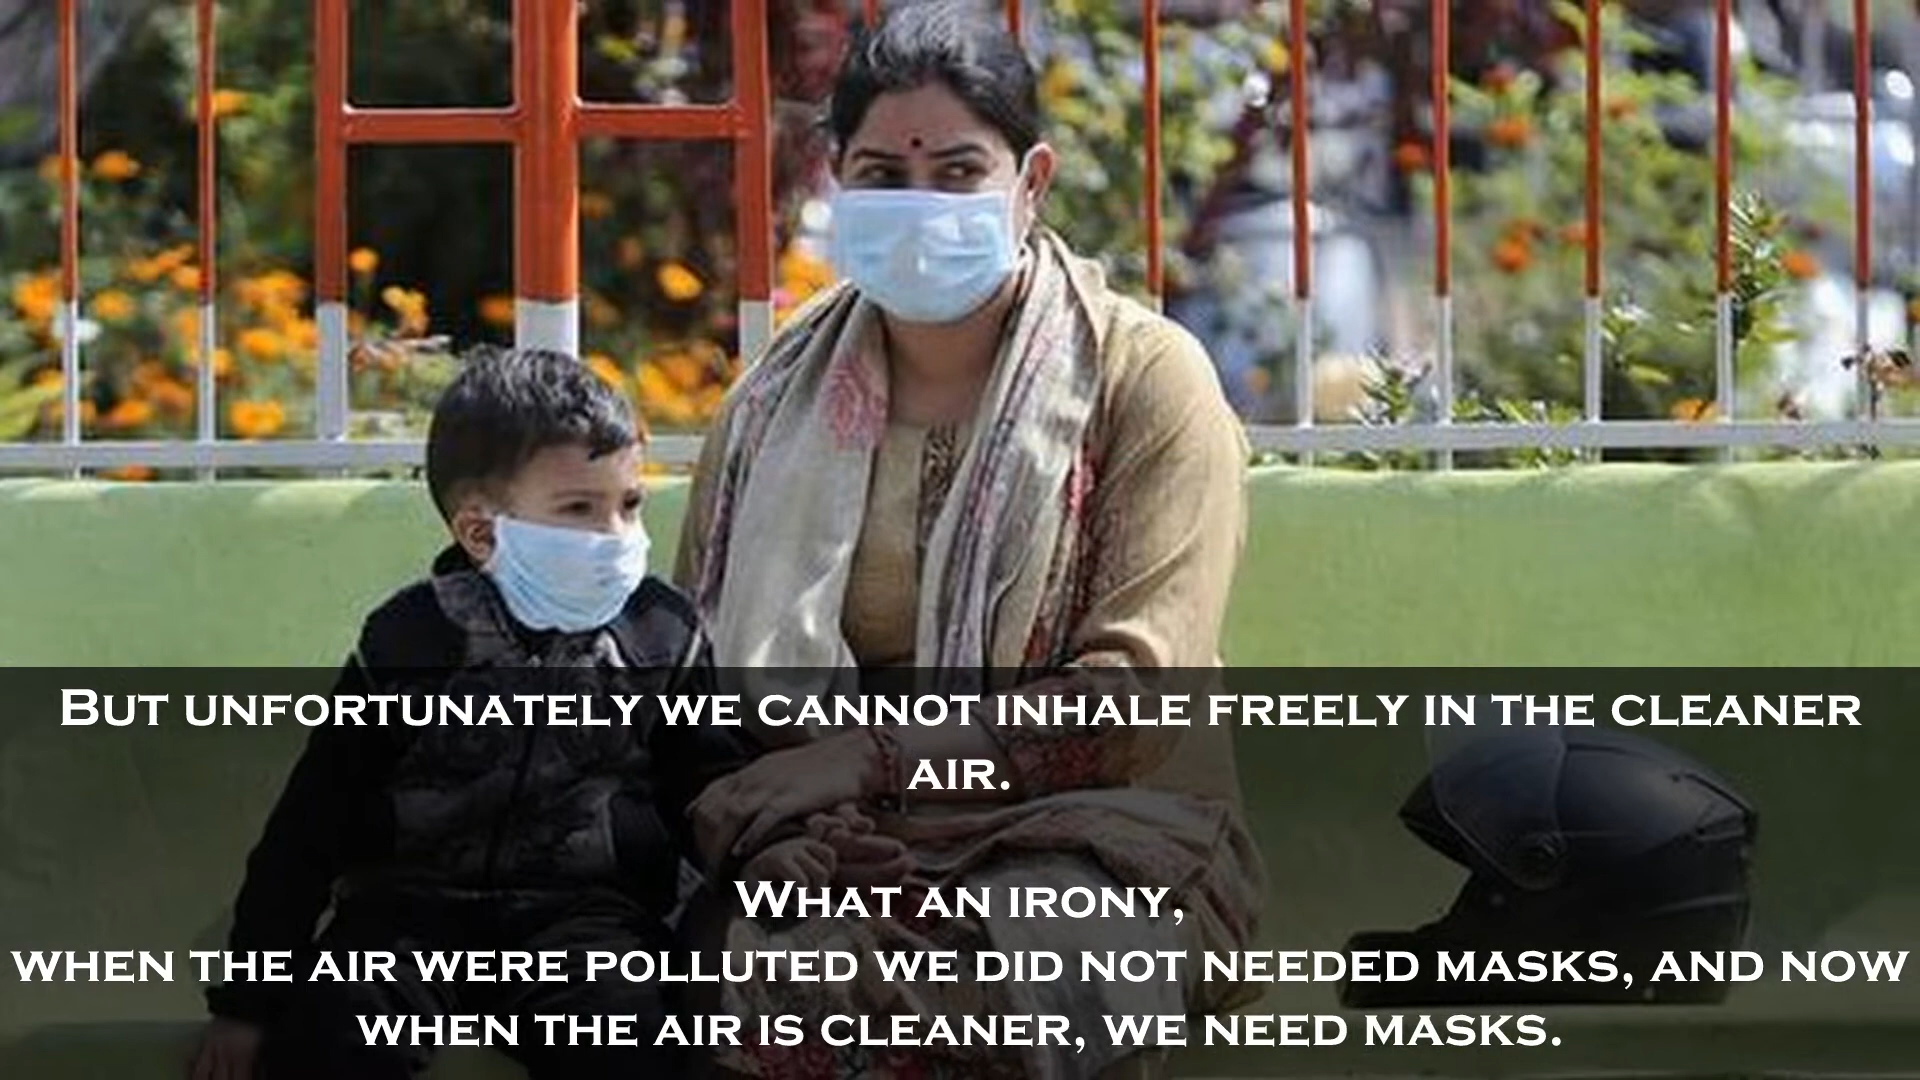 But unfortunately we cannot inhale freely in the cleaner
air.
What an irony,
when the air were polluted we did not needed masks, and now
when the air is cleaner, we need masks.